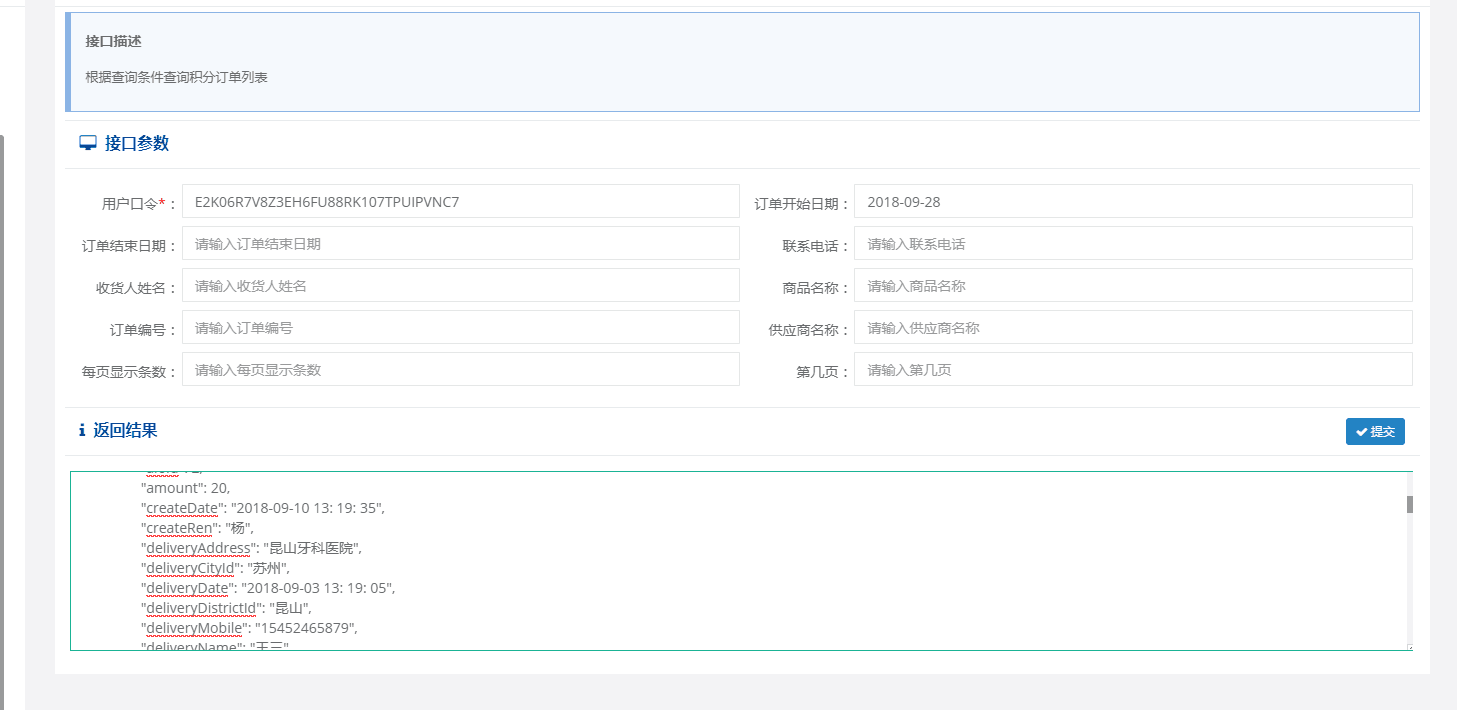 接口描述
根据查询条件查询积分订单列表
接口参数
用户口令*： E2K06R7V8Z3EH6FU88RK107TPUIPVNC7 订单开始日期： 2018-09-28
订单结束日期： 请输入订单结束日期 联系电话： 请输入联系电话
收货人姓名： 请输入收货人姓名 商品名称： 请输入商品名称
订单编号： 请输入订单编号 供应商名称： 请输入供应商名称
每页显示条数： 请输入每页显示条数 第几页： 请输入第几页
返回结果 提交
"amount": 20,
"createDate": "2018-09-10 13: 19: 35",
"createRen": "杨",
"deliveryAddress": "昆山牙科医院",
"deliveryCityId": "苏州",
"deliveryDate": "2018-09-03 13: 19: 05",
"deliveryDistrictId": "昆山",
"deliveryMobile": "15452465879",
"deliveryName":